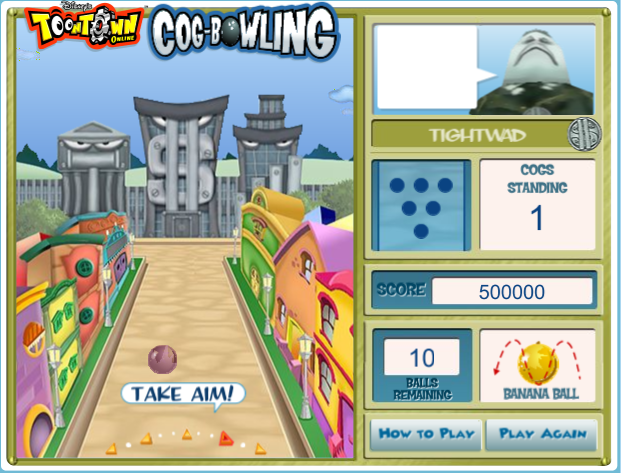 Disney's
TOONTOWN
ONLINE
COG-BOWLING
TIGHTWAD
COGS
STANDING
1
SCORE 500000
10
BALLS
REMAINING
BANANA BALL
TAKE AIM!
HOW TO PLAY
PLAY AGAIN